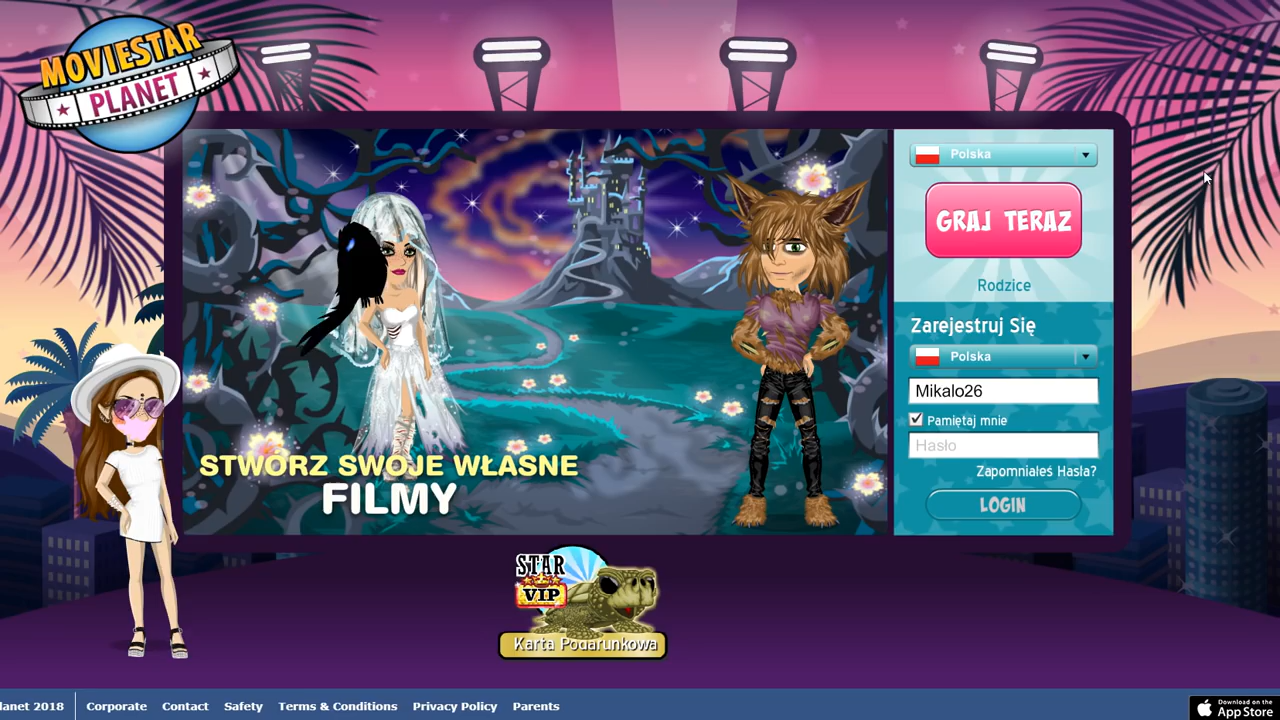 MOVIESTAR
PLANET
Polska
GRAJ TERAZ
Rodzice
Zarejestruj Się
Polska
Mikalo26
Pamiętaj mnie
Hasło
Zapomniałeś Hasła?
LOGIN
STWÓRZ SWOJE WŁASNE
FILMY
STAR
VIP
Karta Podarunkowa
lanet 2018
Corporate
Contact
Safety
Terms & Conditions
Privacy Policy
Parents
Download on the
App Store